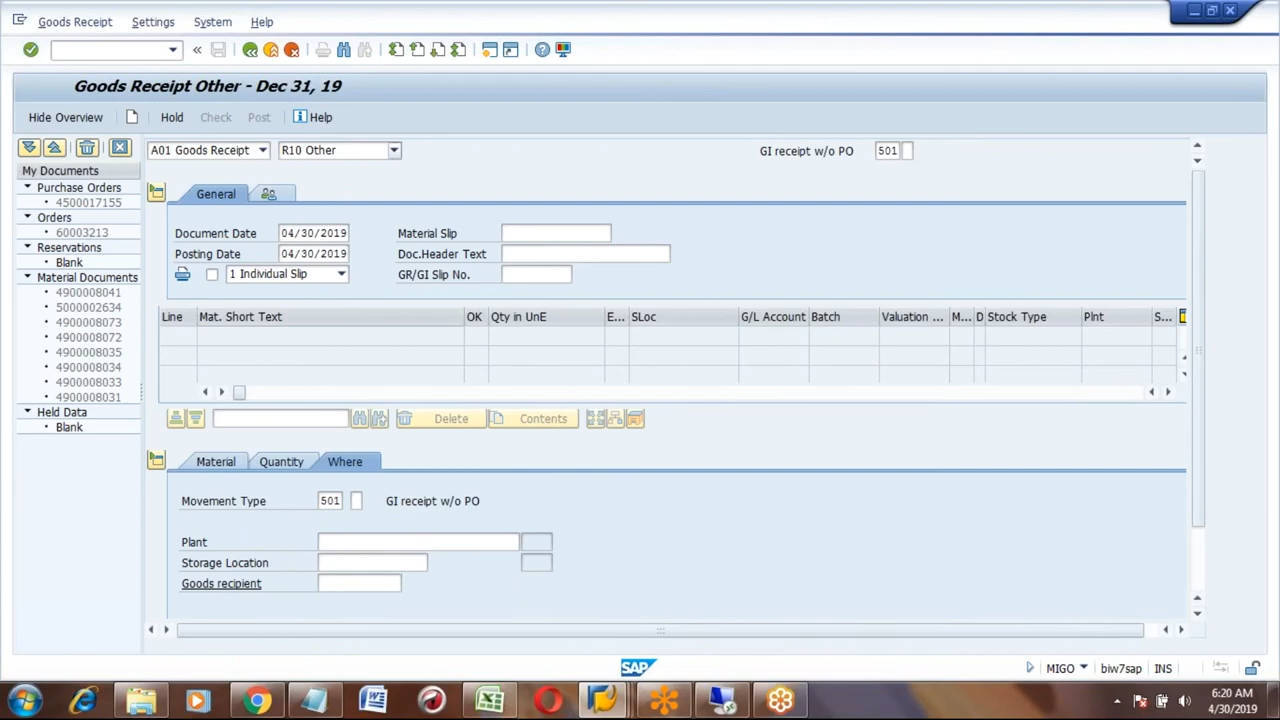 Goods Receipt Settings System Help
Goods Receipt Other - Dec 31, 19
Hide Overview Hold Check Post Help
A01 Goods Receipt R10 Other GI receipt w/o PO 501
My Documents
Purchase Orders
4500017155
Orders
60003213
Reservations
Blank
Material Documents
4900008041
5000002634
4900008073
4900008072
4900008035
4900008034
4900008033
4900008031
Held Data
Blank
General
Document Date 04/30/2019 Material Slip
Posting Date 04/30/2019 Doc.Header Text
1 Individual Slip GR/GI Slip No.
Line Mat. Short Text OK Qty in UnE E... SLoc G/L Account Batch Valuation ... M... D Stock Type Plnt S...
Delete Contents
Material Quantity Where
Movement Type 501 GI receipt w/o PO
Plant
Storage Location
Goods recipient
SAP MIGO biw7sap INS
6:20 AM
4/30/2019